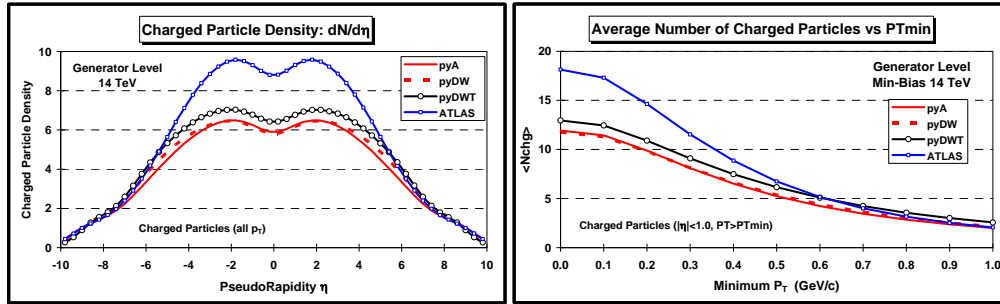 Charged Particle Density: dN/dη
10
8
6
4
2
0
Charged Particle Density
Generator Level
14 TeV
pyA
pyDW
pyDWT
ATLAS
Charged Particles (all pT)
-10 -8 -6 -4 -2 0 2 4 6 8 10
PseudoRapidity η
Average Number of Charged Particles vs PTmin
20
15
10
5
0
<Nchg>
Generator Level
Min-Bias 14 TeV
pyA
pyDW
pyDWT
ATLAS
Charged Particles (|η|<1.0, PT>PTmin)
0.0 0.1 0.2 0.3 0.4 0.5 0.6 0.7 0.8 0.9 1.0
Minimum PT (GeV/c)